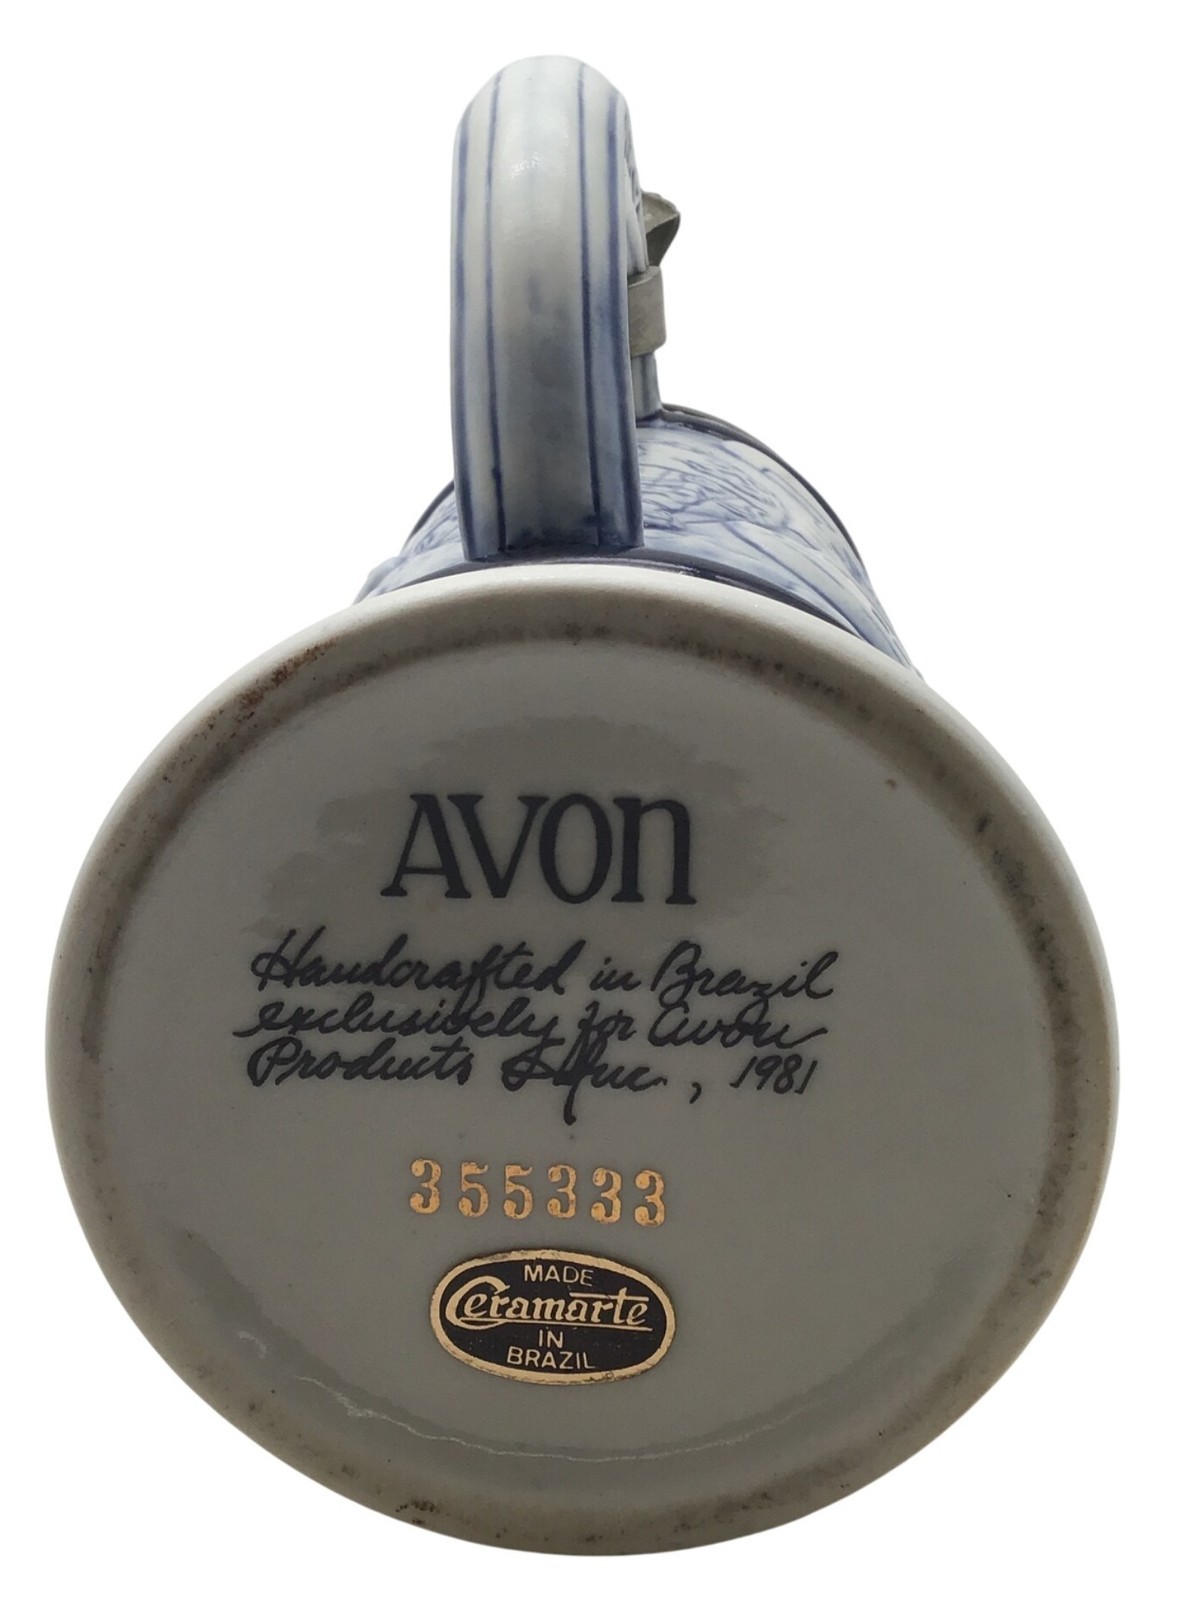 AVON
Handcrafted in Brazil
exclusively for Avon
Products Inc., 1981
355333
MADE
Ceramarte
IN
BRAZIL